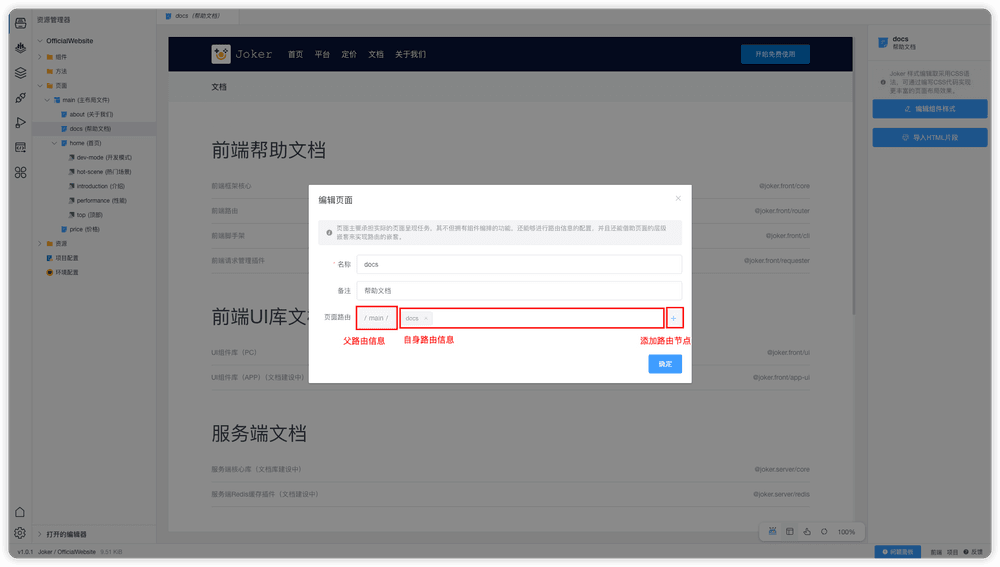 资源管理器
docs（帮助文档）
OfficialWebsite
组件
方法
页面
main (主布局文件)
about (关于我们)
docs (帮助文档)
home (首页)
dev-mode (开发模式)
hot-scene (热门场景)
introduction (介绍)
performance (性能)
top (顶部)
price (价格)
资源
项目配置
环境配置
打开的编辑器
Joker 首页 平台 定价 文档 关于我们 开始免费使用
文档
前端帮助文档
前端框架核心 @joker.front/core
前端路由 @joker.front/router
前端脚手架 @joker.front/cli
前端请求管理插件 @joker.front/requester
前端UI库文
UI组件库（PC） @joker.front/ui
UI组件库（APP）（文档建设中） @joker.front/app-ui
服务端文档
服务端核心库（文档库建设中） @joker.server/core
服务端Redis缓存插件（文档建设中） @joker.server/redis
编辑页面
页面主要承担实际的页面呈现任务，其不但拥有组件编排的功能，还能够进行路由信息的配置，并且还能借助页面的层级
嵌套来实现路由的嵌套。
* 名称 docs
备注 帮助文档
页面路由 / main / docs × +
父路由信息 自身路由信息 添加路由节点
确定
docs
帮助文档
Joker 样式编辑取采用CSS语
法，可通过编写CSS代码实现
更丰富的页面布局效果。
编辑组件样式
导入HTML片段
100%
v1.0.1 Joker / OfficialWebsite 9.51 KB
问题面板 前端 项目 反馈